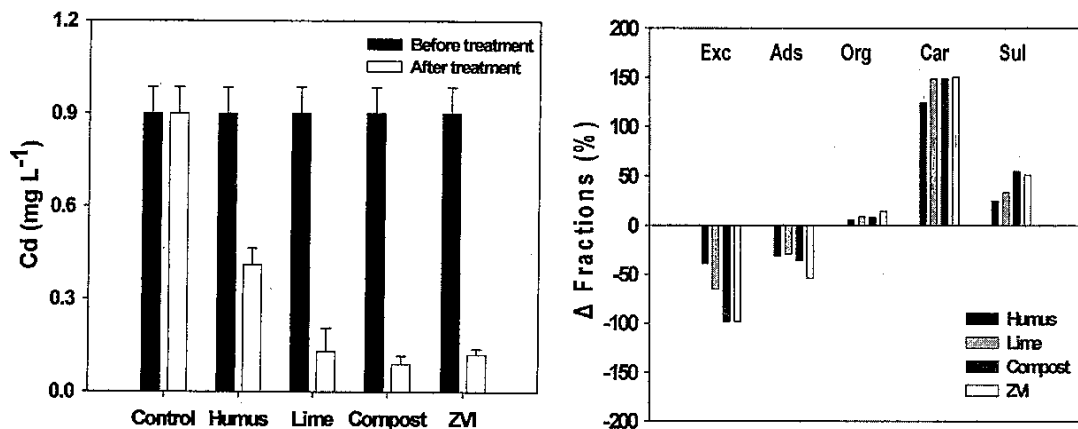 1.2
0.9
0.6
0.3
0.0
Cd (mg L⁻¹)
Before treatment
After treatment
Control Humus Lime Compost ZVI
200
150
100
50
0
-50
-100
-150
-200
Δ Fractions (%)
Exc Ads Org Car Sul
Humus
Lime
Compost
ZVI